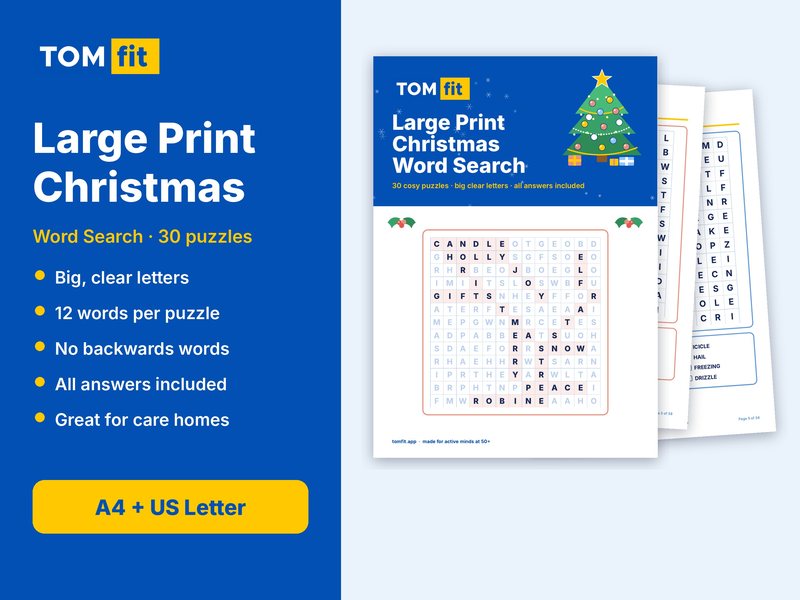 TOM fit
Large Print
Christmas
Word Search · 30 puzzles
Big, clear letters
12 words per puzzle
No backwards words
All answers included
Great for care homes
A4 + US Letter
TOM fit
Large Print
Christmas
Word Search
30 cosy puzzles · big clear letters · all answers included
C A N D L E O T G E O B D
G H O L L Y S G F S O E C
R H R B E O J B O E G L O
I M I I T S L O S W B F U
G I F T S N H E Y F F O R
A T E R F T E S A E A A I
M E P G W N M R C E T E S
A D P A B E E A T S U O H
S D A E F O R R S N O W A
R H A E H H R W T S A R N
I P R T H E Y A R W L T A
B R P H T N P P E A C E I
F M W R O B I N E A A H O
tomfit.app · made for active minds at 50+
L
B
W
S
T
F
S
W
I
I
D
A
M D
E U
T F
L F
N R
G E
A K E
O P Z
L E I
E C N
E S G
O L E
C R I
ICICLE
HAIL
FREEZING
DRIZZLE